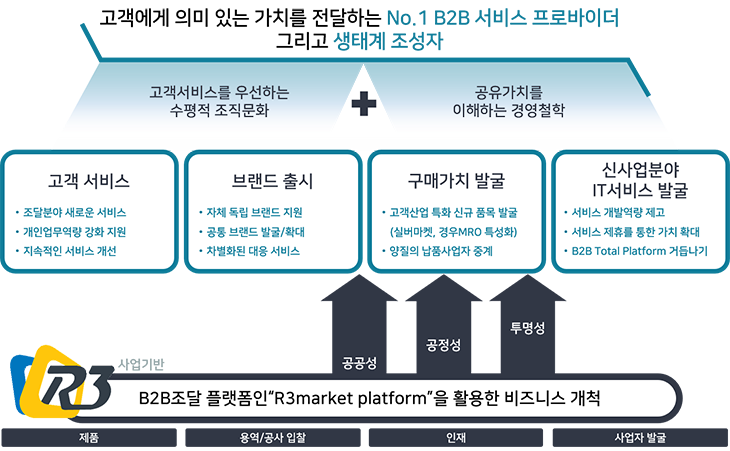 고객에게 의미 있는 가치를 전달하는 No.1 B2B 서비스 프로바이더
그리고 생태계 조성자
고객서비스를 우선하는
수평적 조직문화
공유가치를
이해하는 경영철학
고객 서비스
• 조달분야 새로운 서비스
• 개인업무역량 강화 지원
• 지속적인 서비스 개선
브랜드 출시
• 자체 독립 브랜드 지원
• 공통 브랜드 발굴/확대
• 차별화된 대응 서비스
구매가치 발굴
• 고객산업 특화 신규 품목 발굴
(실버마켓, 경우MRO 특성화)
• 양질의 납품사업자 중계
신사업분야
IT서비스 발굴
• 서비스 개발역량 제고
• 서비스 제휴를 통한 가치 확대
• B2B Total Platform 거듭나기
공공성
공정성
투명성
R3
사업기반
B2B조달 플랫폼인“R3market platform”을 활용한 비즈니스 개척
제품
용역/공사 입찰
인재
사업자 발굴